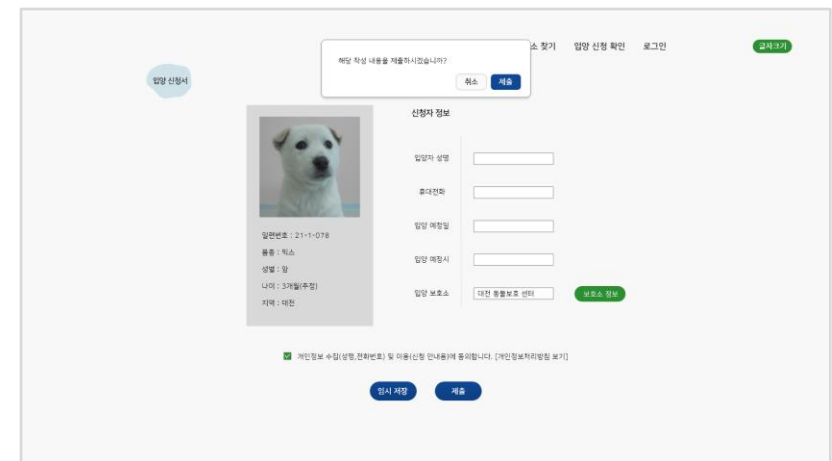 소 찾기 입양 신청 확인 로그인 글자크기
해당 작성 내용을 제출하시겠습니까?
취소 제출
입양 신청서
신청자 정보
입양자 성명
휴대전화
입양 예정일
입양 예정시
입양 보호소 대전 동물보호 센터 보호소 정보
일련번호 : 21-1-078
품종 : 믹스
성별 : 암
나이 : 3개월(추정)
지역 : 대전
개인정보 수집(성명,전화번호) 및 이용(신청 안내용)에 동의합니다. [개인정보처리방침 보기]
임시 저장 제출